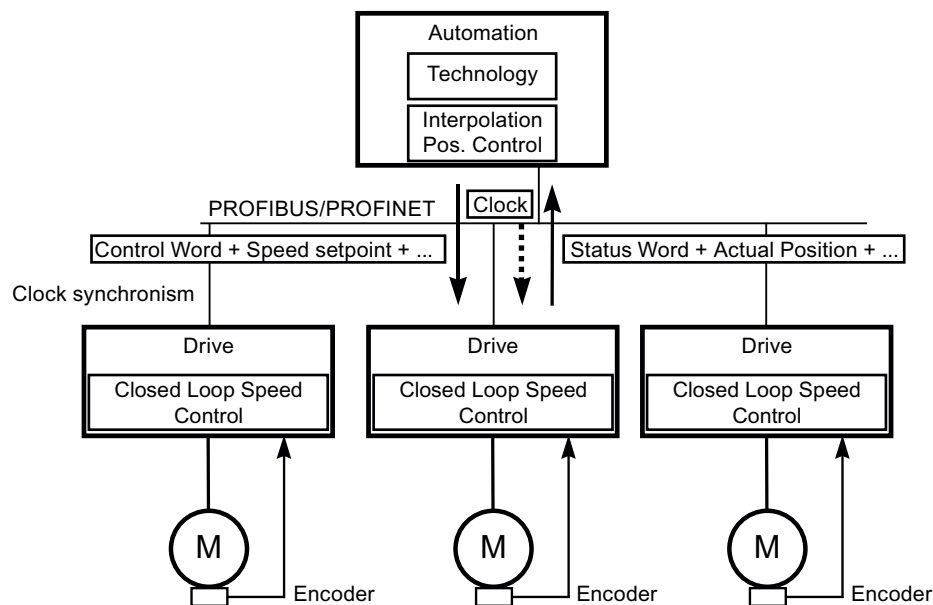 Automation
Technology
Interpolation
Pos. Control
PROFIBUS/PROFINET
Clock
Control Word + Speed setpoint + ...
Status Word + Actual Position + ...
Clock synchronism
Drive
Closed Loop Speed
Control
Drive
Closed Loop Speed
Control
Drive
Closed Loop Speed
Control
M
M
M
Encoder
Encoder
Encoder